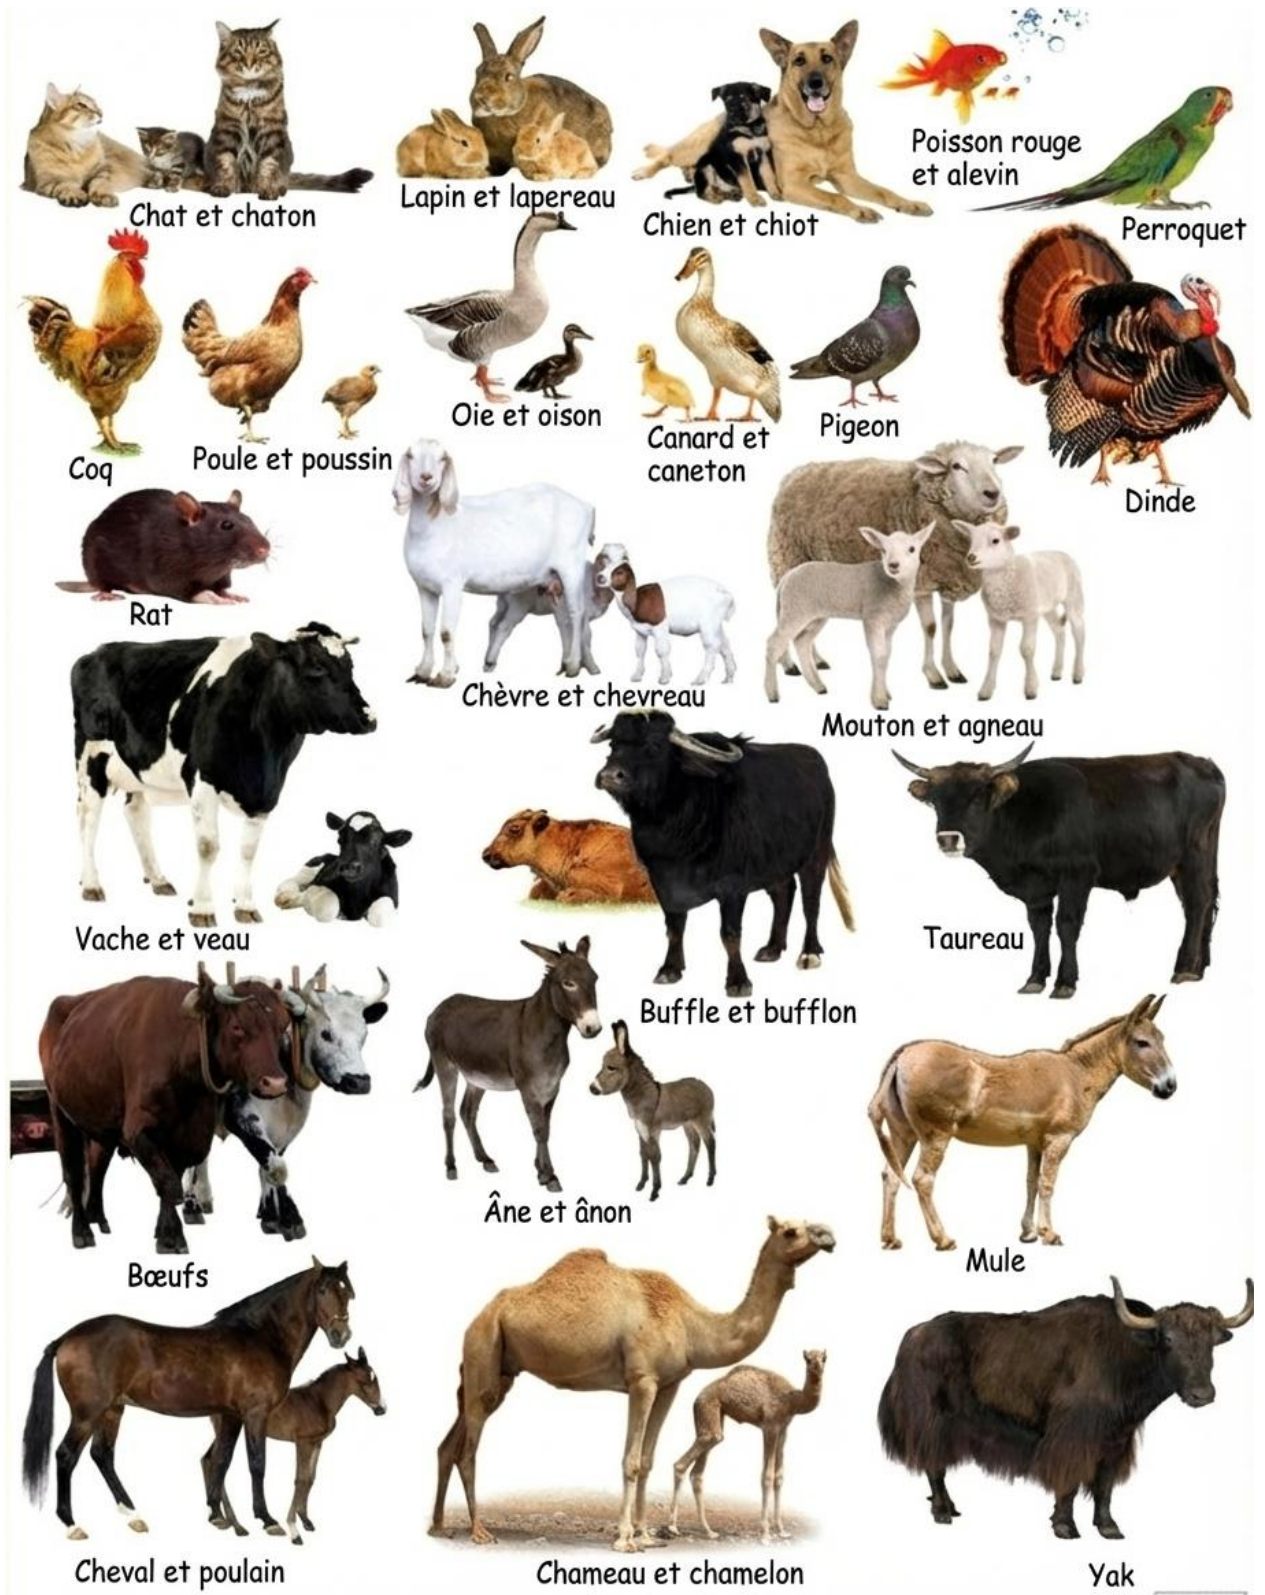 Chat et chaton
Lapin et lapereau
Chien et chiot
Poisson rouge
et alevin
Perroquet
Coq
Poule et poussin
Oie et oison
Canard et
caneton
Pigeon
Dinde
Rat
Chèvre et chevreau
Mouton et agneau
Vache et veau
Buffle et bufflon
Taureau
Bœufs
Âne et ânon
Mule
Cheval et poulain
Chameau et chamelon
Yak